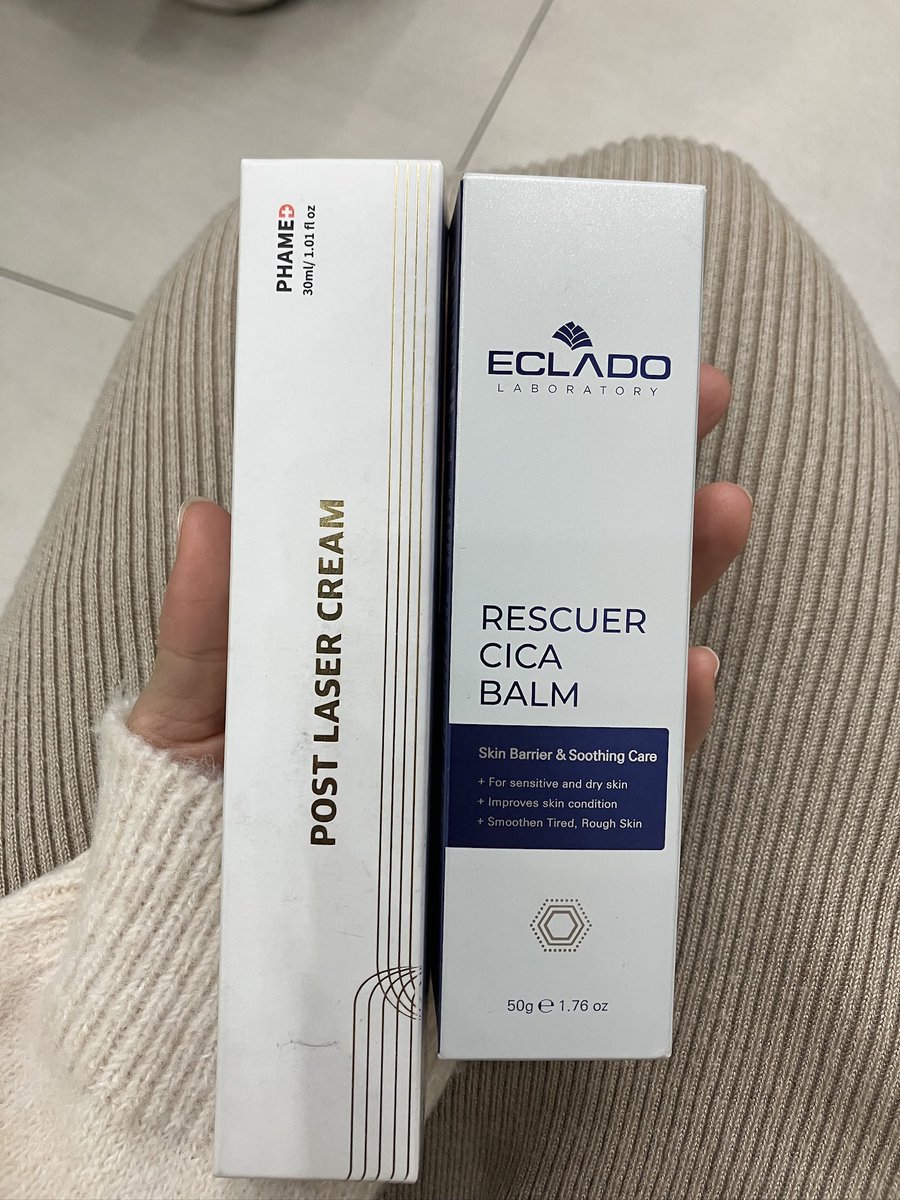 PHAMED
30ml/ 1.01 fl oz
POST LASER CREAM
ECLADO
LABORATORY
RESCUER
CICA
BALM
Skin Barrier & Soothing Care
+ For sensitive and dry skin
+ Improves skin condition
+ Smoothen Tired, Rough Skin
50g ℮ 1.76 oz